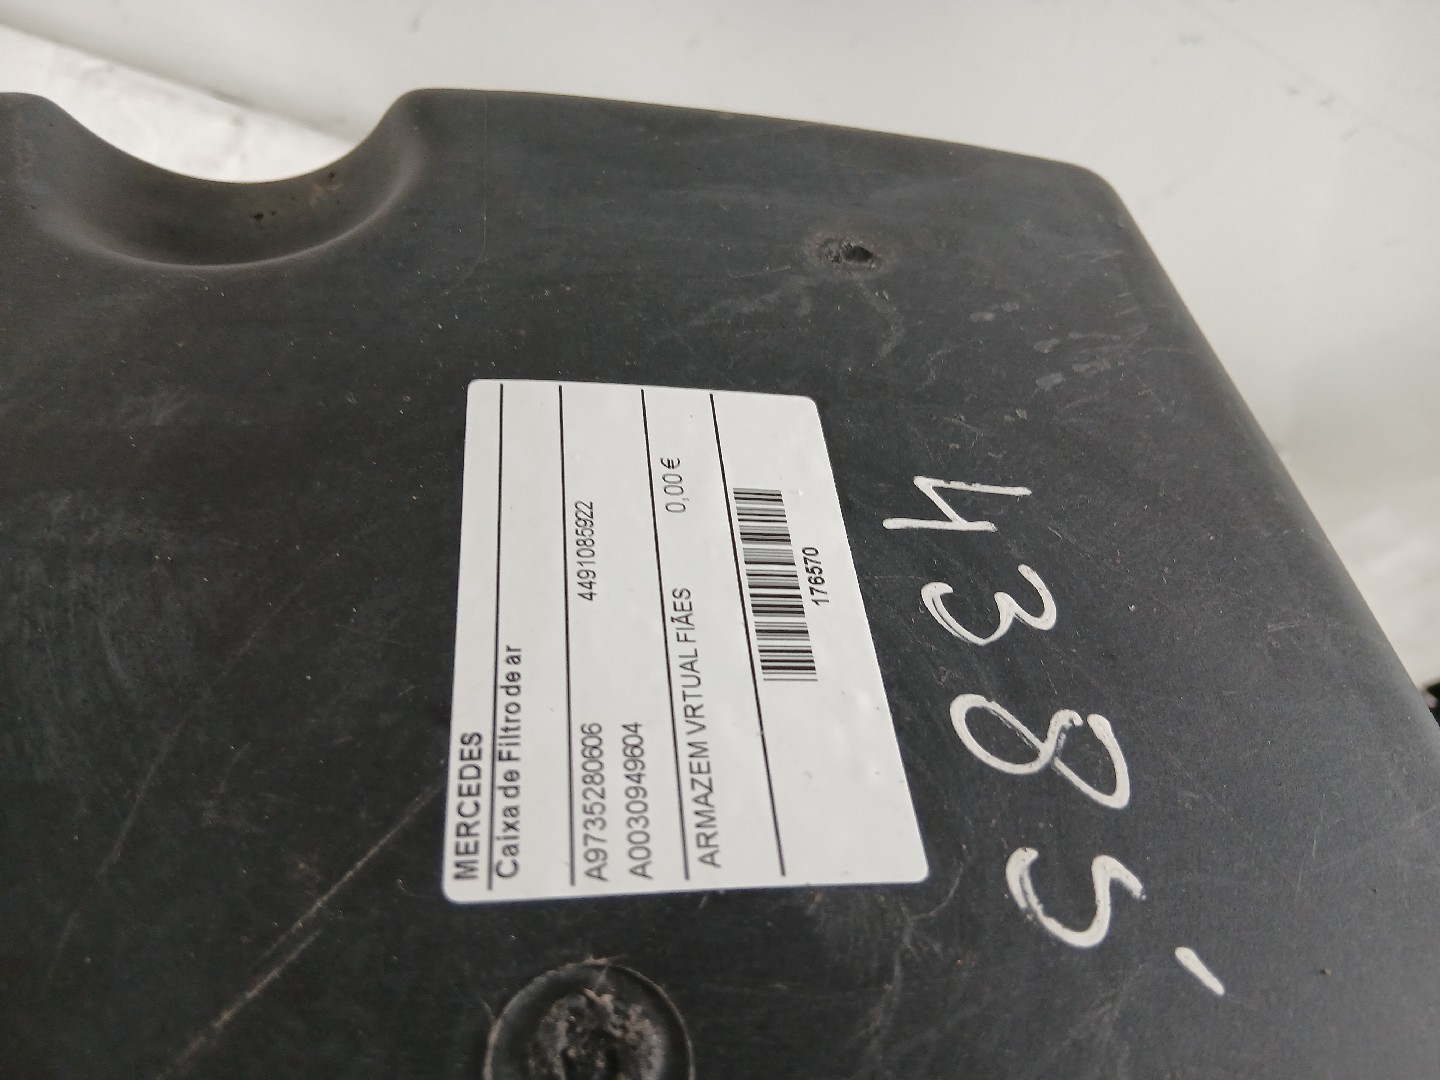 MERCEDES
Caixa de Filtro de ar
A9735280606 4491085922
A0030949604
ARMAZEM VRTUAL FIÃES 0,00€
176570
4385